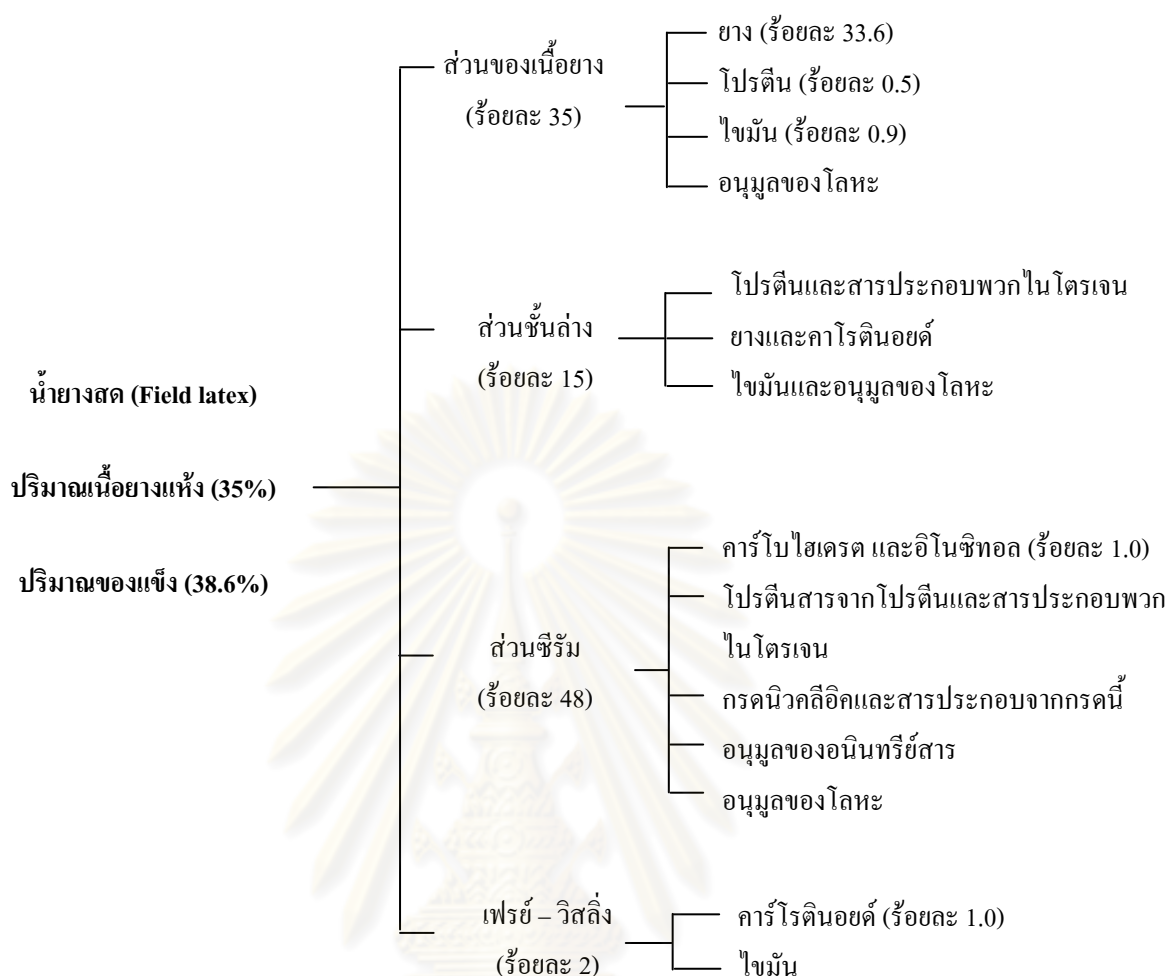 น้ำยางสด (Field latex)
ปริมาณเนื้อยางแห้ง (35%)
ปริมาณของแข็ง (38.6%)
ส่วนของเนื้อยาง
(ร้อยละ 35)
ยาง (ร้อยละ 33.6)
โปรตีน (ร้อยละ 0.5)
ไขมัน (ร้อยละ 0.9)
อนุมูลของโลหะ
ส่วนชั้นล่าง
(ร้อยละ 15)
โปรตีนและสารประกอบพวกไนโตรเจน
ยางและคาโรตินอยด์
ไขมันและอนุมูลของโลหะ
ส่วนซีรัม
(ร้อยละ 48)
คาร์โบไฮเดรต และอิโนซิทอล (ร้อยละ 1.0)
โปรตีนสารจากโปรตีนและสารประกอบพวก
ไนโตรเจน
กรดนิวคลีอิคและสารประกอบจากกรดนี้
อนุมูลของอนินทรีย์สาร
อนุมูลของโลหะ
เฟรย์ – วิสลิ่ง
(ร้อยละ 2)
คาร์โรตินอยด์ (ร้อยละ 1.0)
ไขมัน